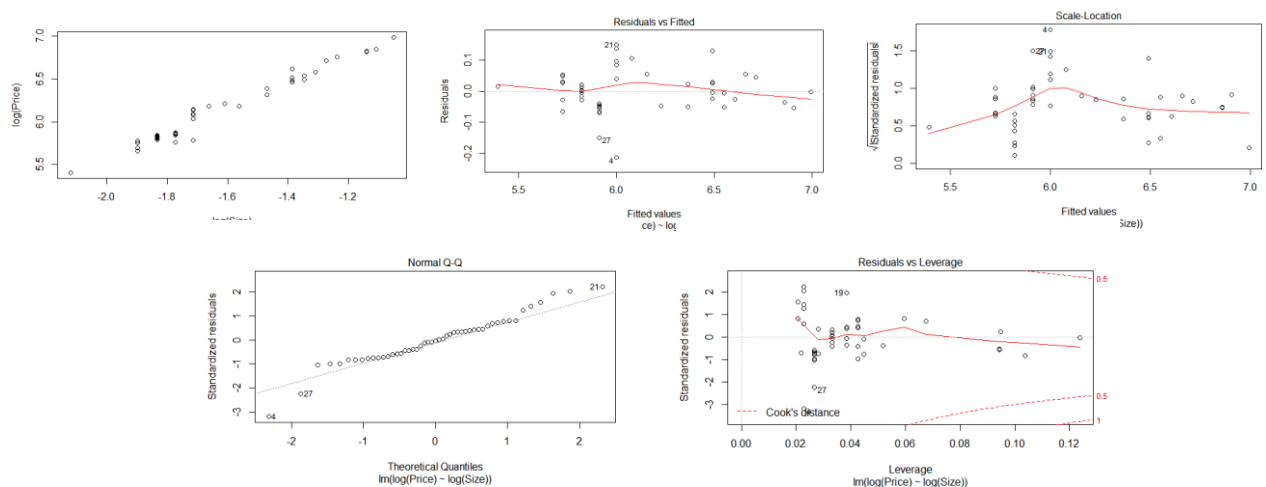 log(Price)
7.0
6.5
6.0
5.5
-2.0 -1.8 -1.6 -1.4 -1.2
Residuals vs Fitted
Residuals
0.1
0.0
-0.1
-0.2
21
27
4
5.5 6.0 6.5 7.0
Fitted values
Scale-Location
√|Standardized residuals|
1.5
1.0
0.5
0.0
4
27
5.5 6.0 6.5 7.0
Fitted values
Size))
Normal Q-Q
Standardized residuals
2
1
0
-1
-2
-3
21
27
4
-2 -1 0 1 2
Theoretical Quantiles
lm(log(Price) ~ log(Size))
Residuals vs Leverage
Standardized residuals
2
1
0
-1
-2
-3
19
27
0.5
0.5
1
Cook's distance
0.00 0.02 0.04 0.06 0.08 0.10 0.12
Leverage
lm(log(Price) ~ log(Size))